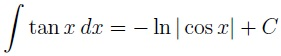 ∫ tan x dx = − ln | cos x| + C